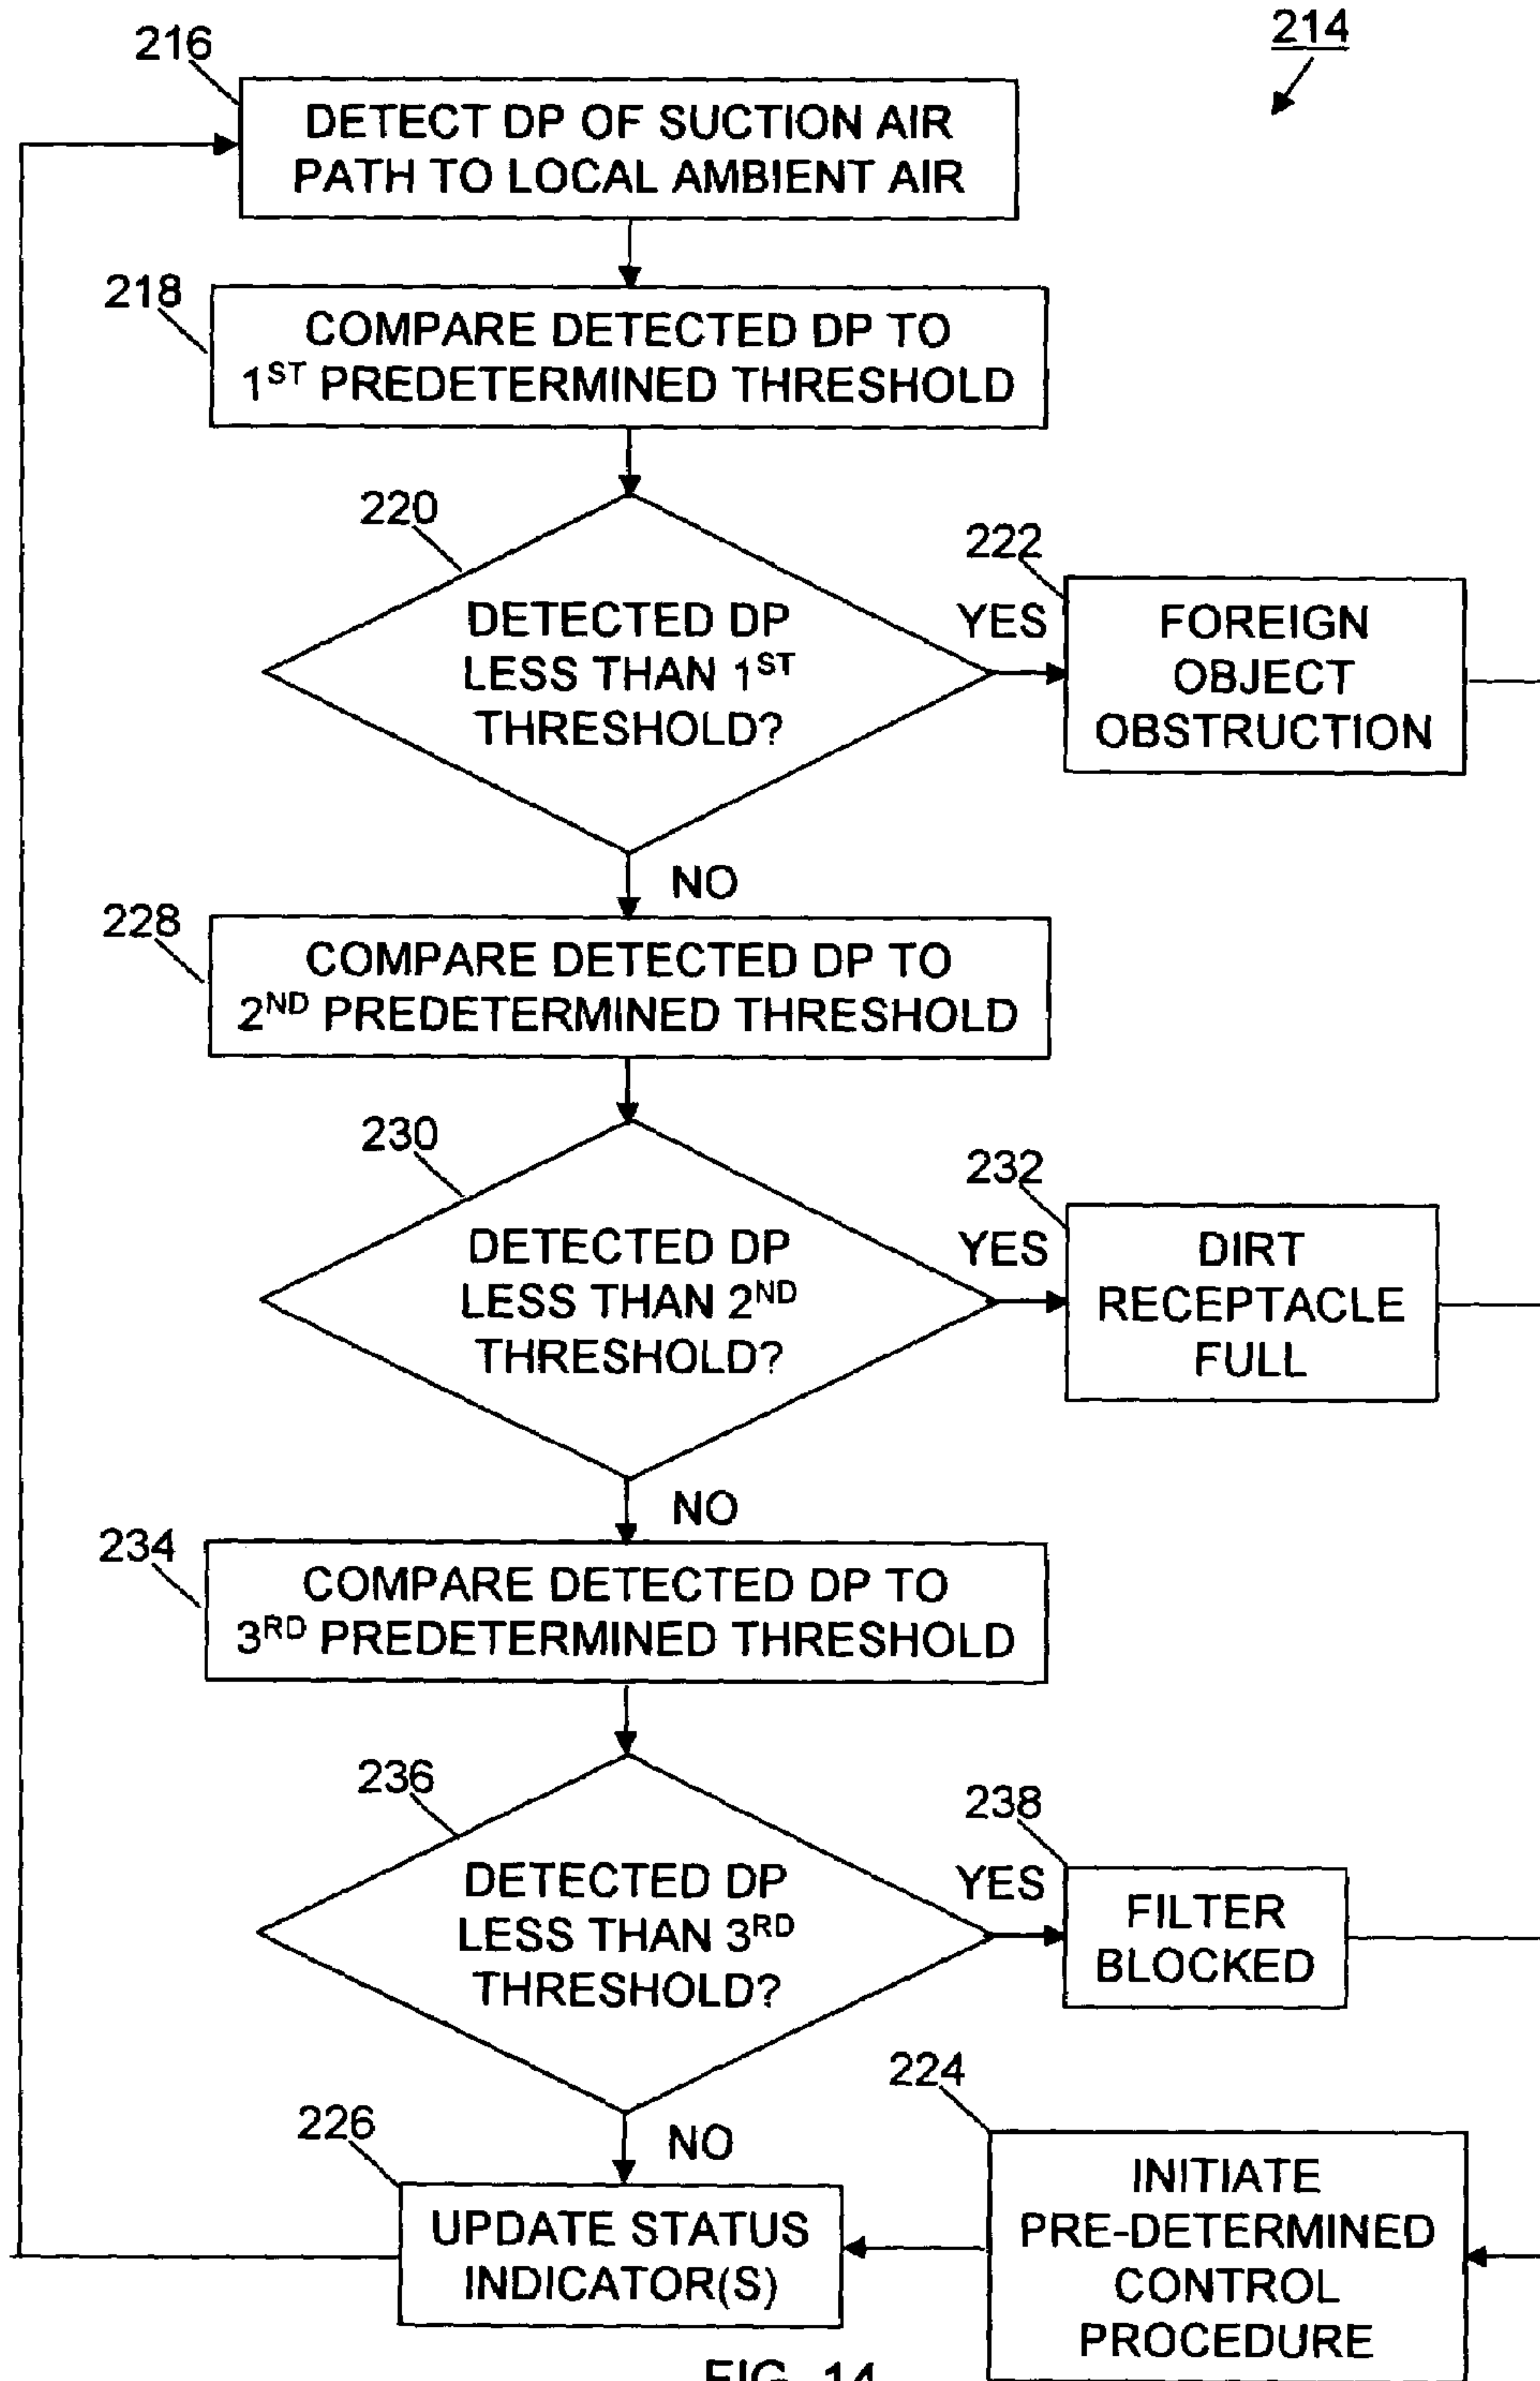 214
216
DETECT DP OF SUCTION AIR
PATH TO LOCAL AMBIENT AIR
218
COMPARE DETECTED DP TO
1ST PREDETERMINED THRESHOLD
220
DETECTED DP
LESS THAN 1ST
THRESHOLD?
YES
222
FOREIGN
OBJECT
OBSTRUCTION
NO
228
COMPARE DETECTED DP TO
2ND PREDETERMINED THRESHOLD
230
DETECTED DP
LESS THAN 2ND
THRESHOLD?
YES
232
DIRT
RECEPTACLE
FULL
NO
234
COMPARE DETECTED DP TO
3RD PREDETERMINED THRESHOLD
236
DETECTED DP
LESS THAN 3RD
THRESHOLD?
YES
238
FILTER
BLOCKED
NO
224
INITIATE
PRE-DETERMINED
CONTROL
PROCEDURE
226
UPDATE STATUS
INDICATOR(S)
FIG. 14